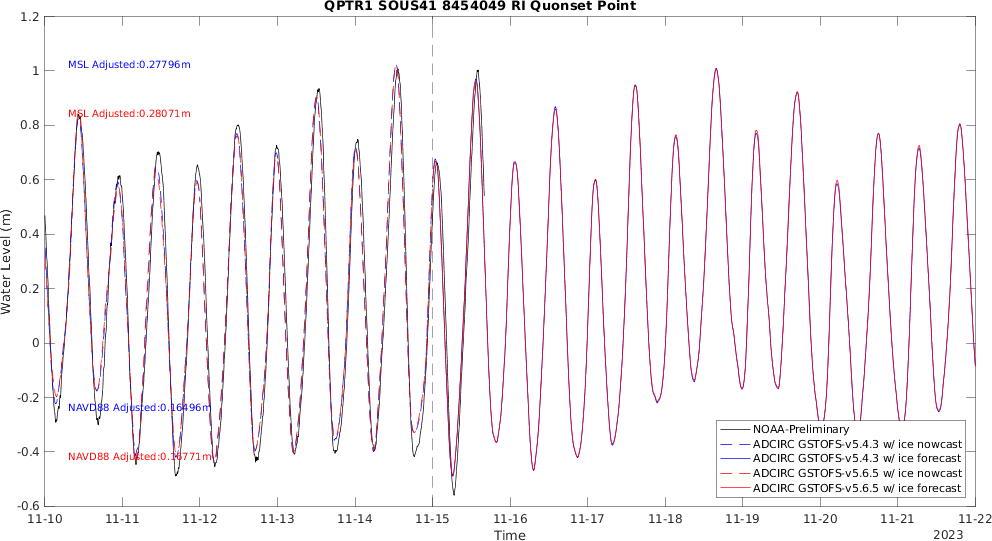 QPTR1 SOUS41 8454049 RI Quonset Point
1.2
1
0.8
0.6
0.4
0.2
0
-0.2
-0.4
-0.6
Water Level (m)
MSL Adjusted:0.27796m
MSL Adjusted:0.28071m
NAVD88 Adjusted:0.16496m
NAVD88 Adjusted:0.16771m
NOAA-Preliminary
ADCIRC GSTOFS-v5.4.3 w/ ice nowcast
ADCIRC GSTOFS-v5.4.3 w/ ice forecast
ADCIRC GSTOFS-v5.6.5 w/ ice nowcast
ADCIRC GSTOFS-v5.6.5 w/ ice forecast
11-10 11-11 11-12 11-13 11-14 11-15 11-16 11-17 11-18 11-19 11-20 11-21 11-22
Time
2023